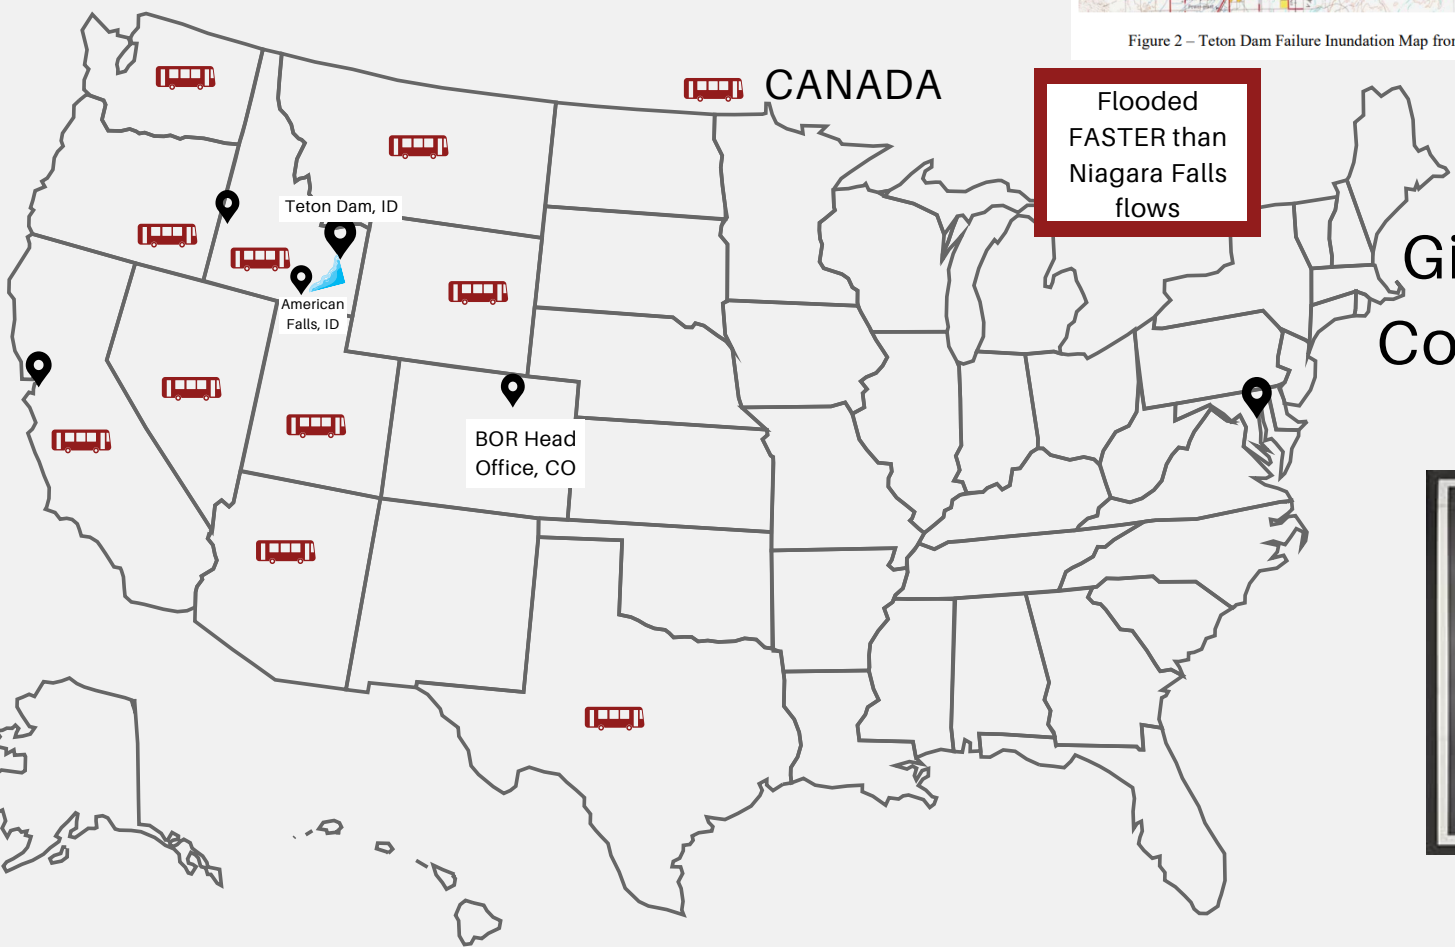 Figure 2 – Teton Dam Failure Inundation Map
CANADA
Flooded
FASTER than
Niagara Falls
flows
Teton Dam, ID
American
Falls, ID
BOR Head
Office, CO
Gi
Co